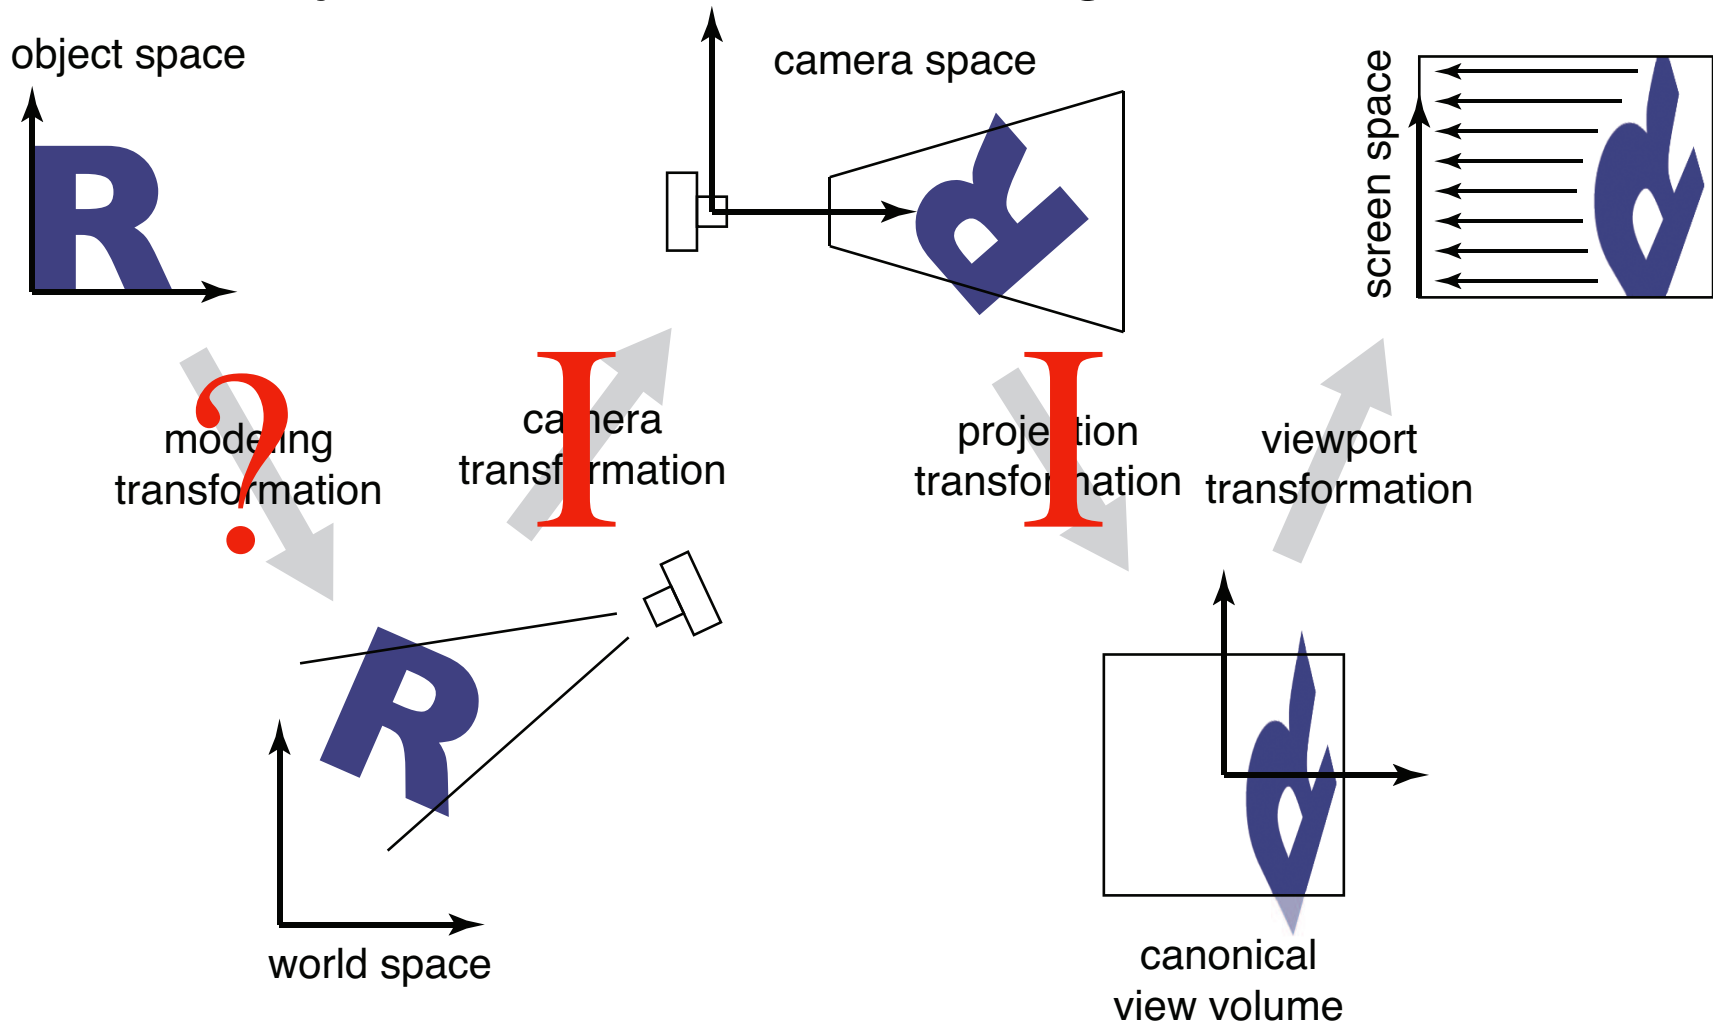 object space
camera space
screen space
?
modeling
transformation
I
camera
transformation
I
projection
transformation
viewport
transformation
R
R
R
world space
canonical
view volume